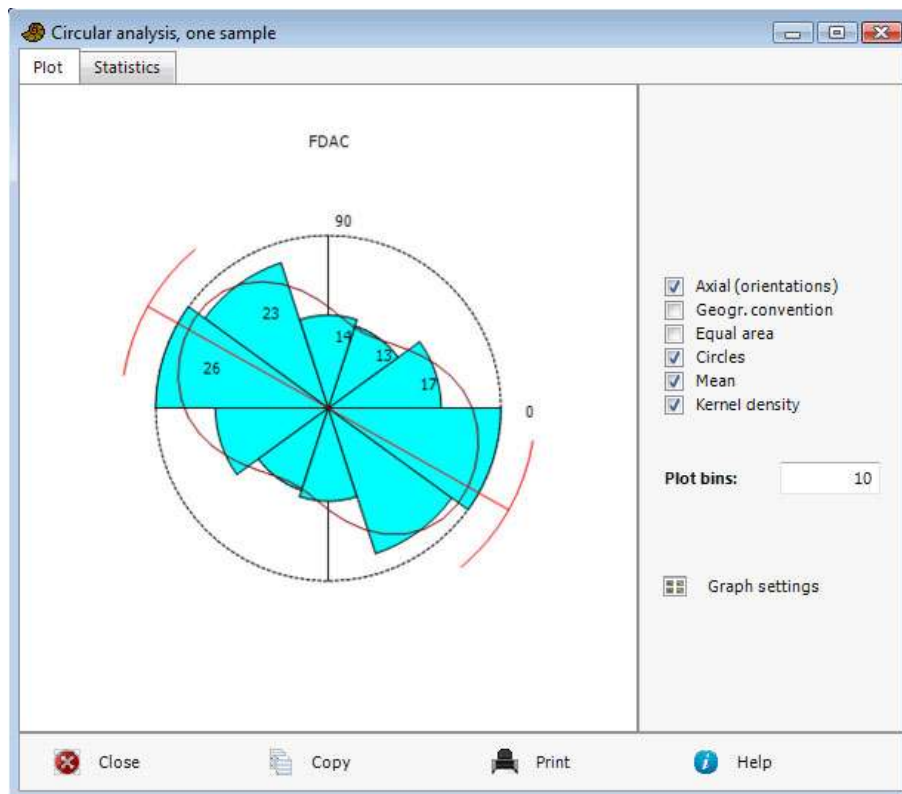 Circular analysis, one sample
Plot Statistics
FDAC
90
23
14
13
26
17
0
Axial (orientations)
Geogr. convention
Equal area
Circles
Mean
Kernel density
Plot bins: 10
Graph settings
Close Copy Print Help